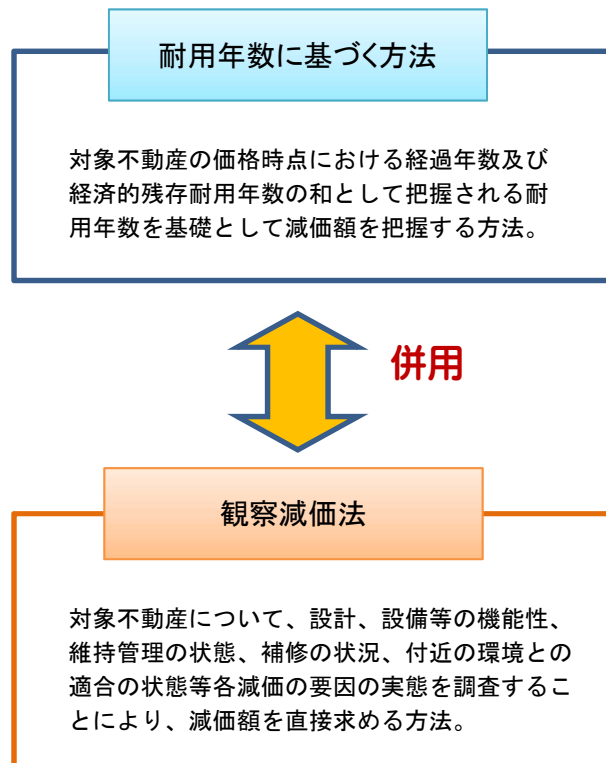 耐用年数に基づく方法
対象不動産の価格時点における経過年数及び
経済的残存耐用年数の和として把握される耐
用年数を基礎として減価額を把握する方法。
併用
観察減価法
対象不動産について、設計、設備等の機能性、
維持管理の状態、補修の状況、付近の環境との
適合の状態等各減価の要因の実態を調査するこ
とにより、減価額を直接求める方法。